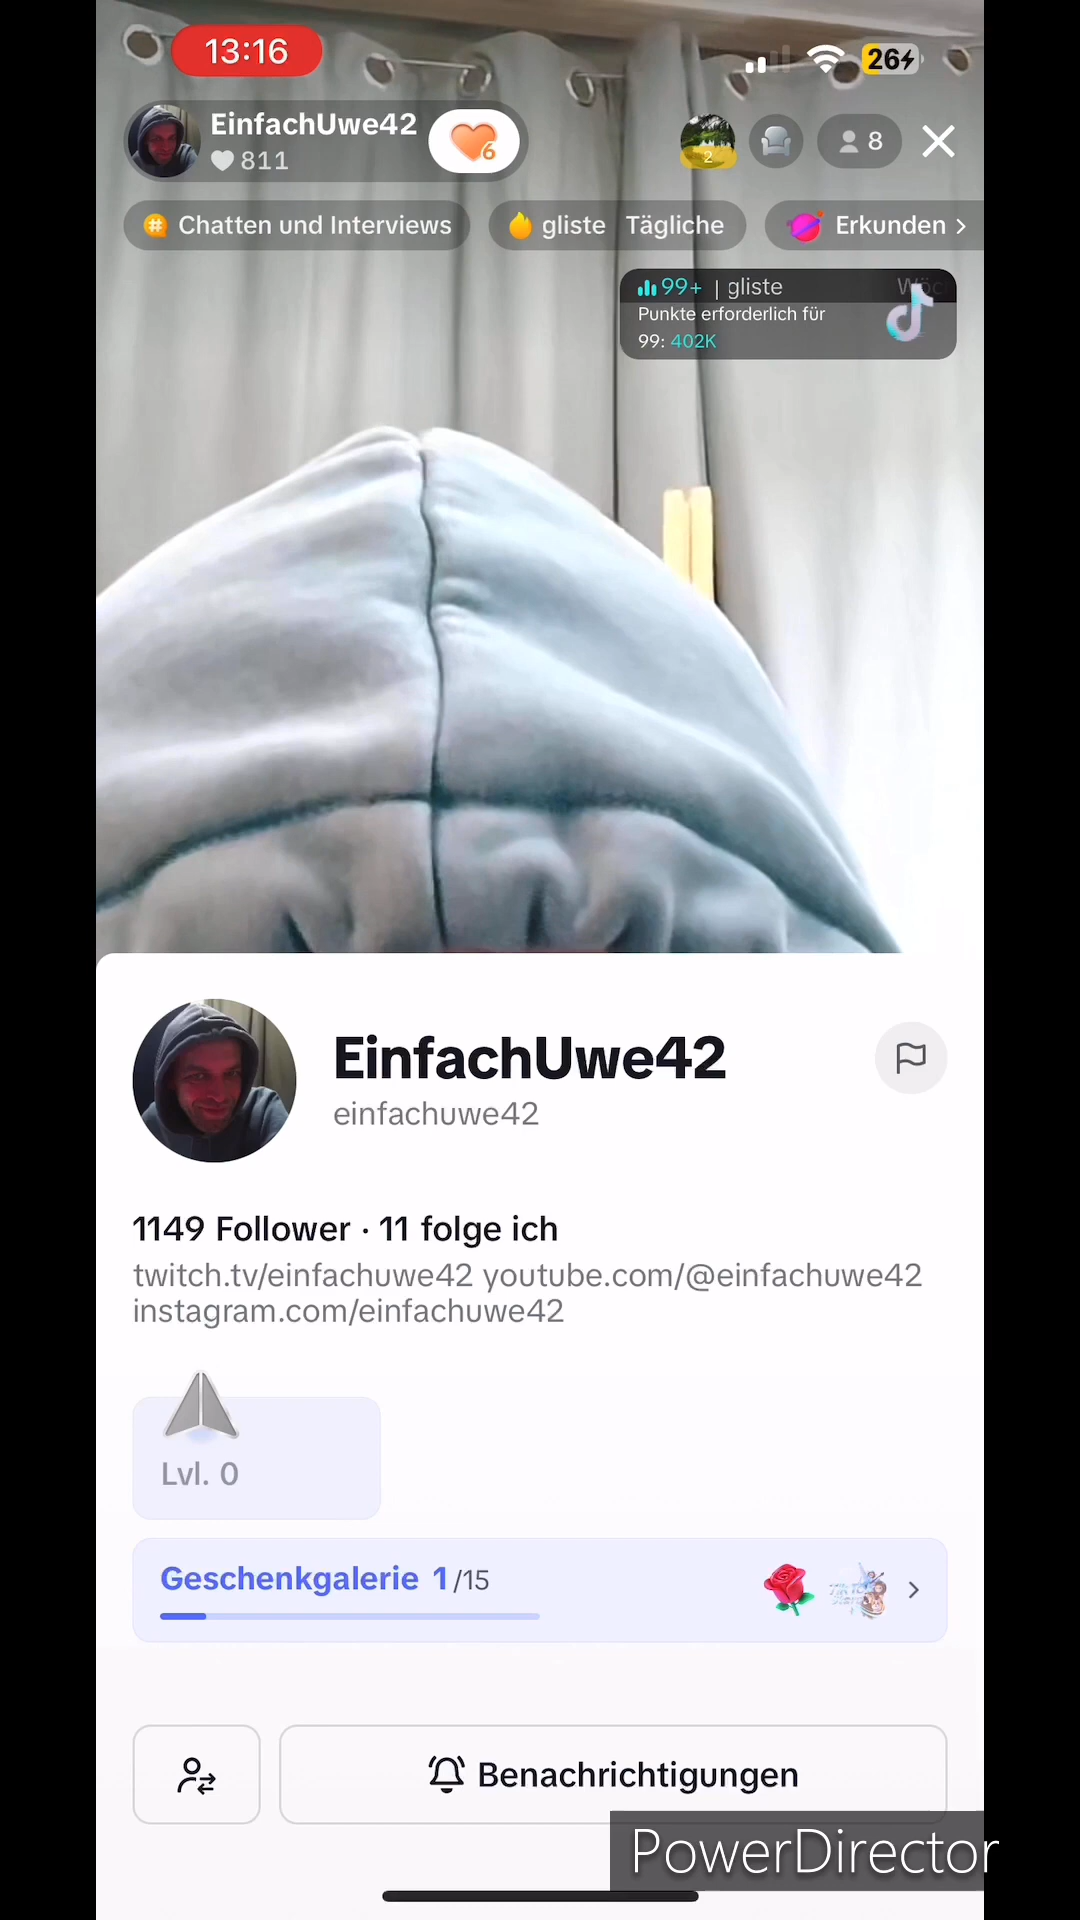 13:16
26
EinfachUwe42
811
6
2
8
Chatten und Interviews
gliste Tägliche
Erkunden >
99+ | gliste
Punkte erforderlich für
99: 402K
EinfachUwe42
einfachuwe42
1149 Follower · 11 folge ich
twitch.tv/einfachuwe42 youtube.com/@einfachuwe42
instagram.com/einfachuwe42
Lvl. 0
Geschenkgalerie 1/15
Benachrichtigungen
PowerDirector